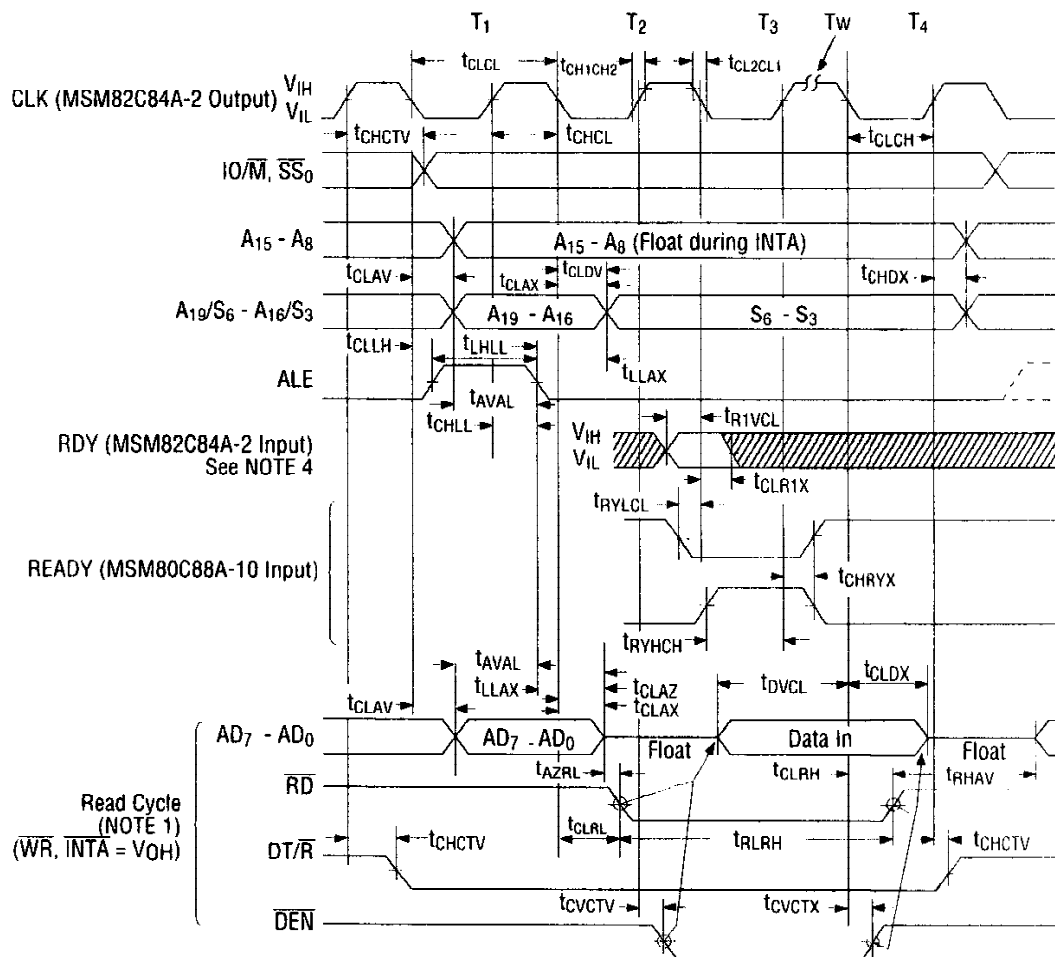 T1 T2 T3 TW T4
tCLCL tCH1CH2 tCL2CL1
CLK (MSM82C84A-2 Output) VIH
VIL
tCHCTV tCHCL tCLCH
IO/M̅, S̅S̅0
A15 - A8 A15 - A8 (Float during INTA)
tCLAV tCLAX tCLDV tCHDX
A19/S6 - A16/S3 A19 - A16 S6 - S3
tCLLH tLHLL tLLAX
ALE
tAVAL
tCHLL tR1VCL
RDY (MSM82C84A-2 Input) VIH
See NOTE 4 VIL
tCLR1X
tRYLCL
READY (MSM80C88A-10 Input)
tCHRYX
tRYHCH
tAVAL
tLLAX tCLAZ tDVCL tCLDX
tCLAV tCLAX
AD7 - AD0 AD7 - AD0 Float Data In Float
tAZRL tCLRH tRHAV
R̅D̅
Read Cycle
(NOTE 1)
(W̅R̅, I̅N̅T̅A̅ = VOH)
tCLRL tRLRH
DT/R̅ tCHCTV tCHCTV
tCVCTV tCVCTX
D̅E̅N̅